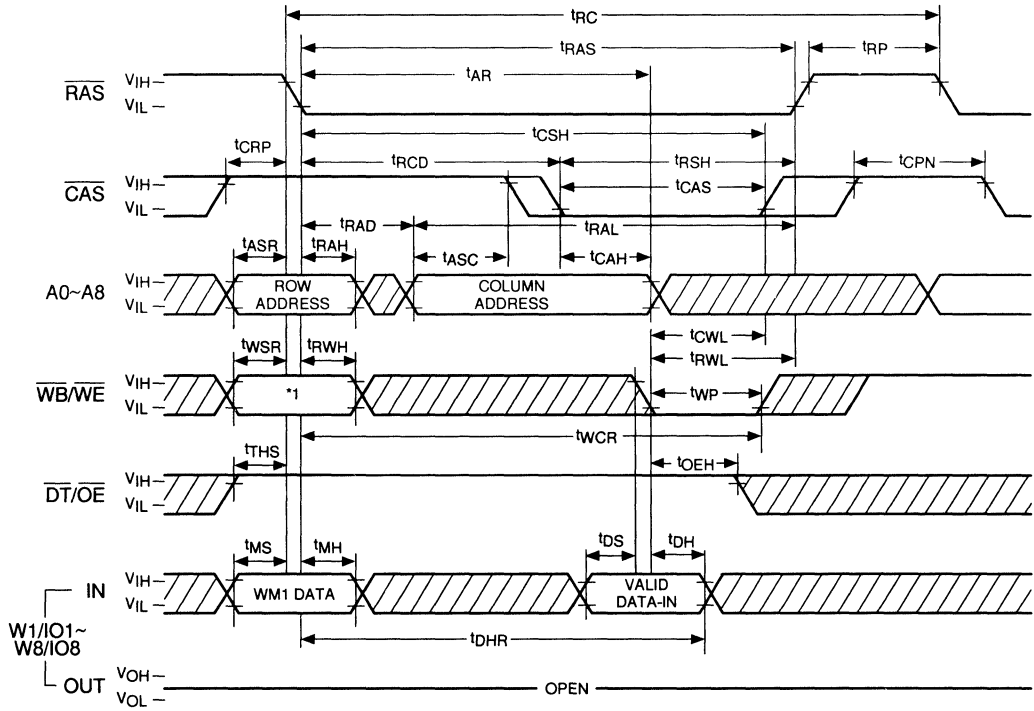 tRC
tRAS
tRP
tAR
RAS
VIH
VIL
tCSH
tCRP
tRCD
tRSH
tCPN
tCAS
CAS
VIH
VIL
tRAD
tRAL
tASR
tRAH
tASC
tCAH
A0~A8
VIH
VIL
ROW
ADDRESS
COLUMN
ADDRESS
tCWL
tRWL
tWSR
tRWH
WB/WE
VIH
VIL
*1
tWP
tWCR
tTHS
tOEH
DT/OE
VIH
VIL
tMS
tMH
tDS
tDH
IN
VIH
VIL
WM1 DATA
VALID
DATA-IN
W1/IO1~
W8/IO8
tDHR
OUT
VOH
VOL
OPEN